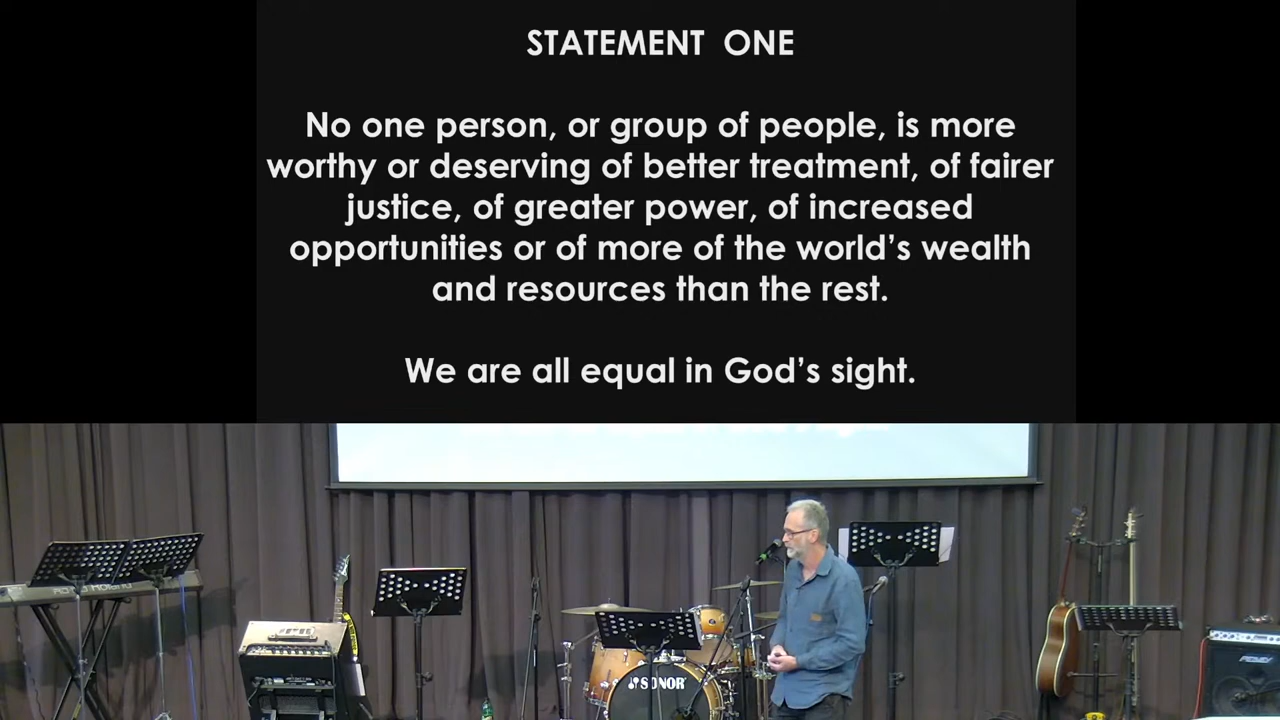 STATEMENT ONE
No one person, or group of people, is more
worthy or deserving of better treatment, of fairer
justice, of greater power, of increased
opportunities or of more of the world's wealth
and resources than the rest.
We are all equal in God's sight.
SONOR